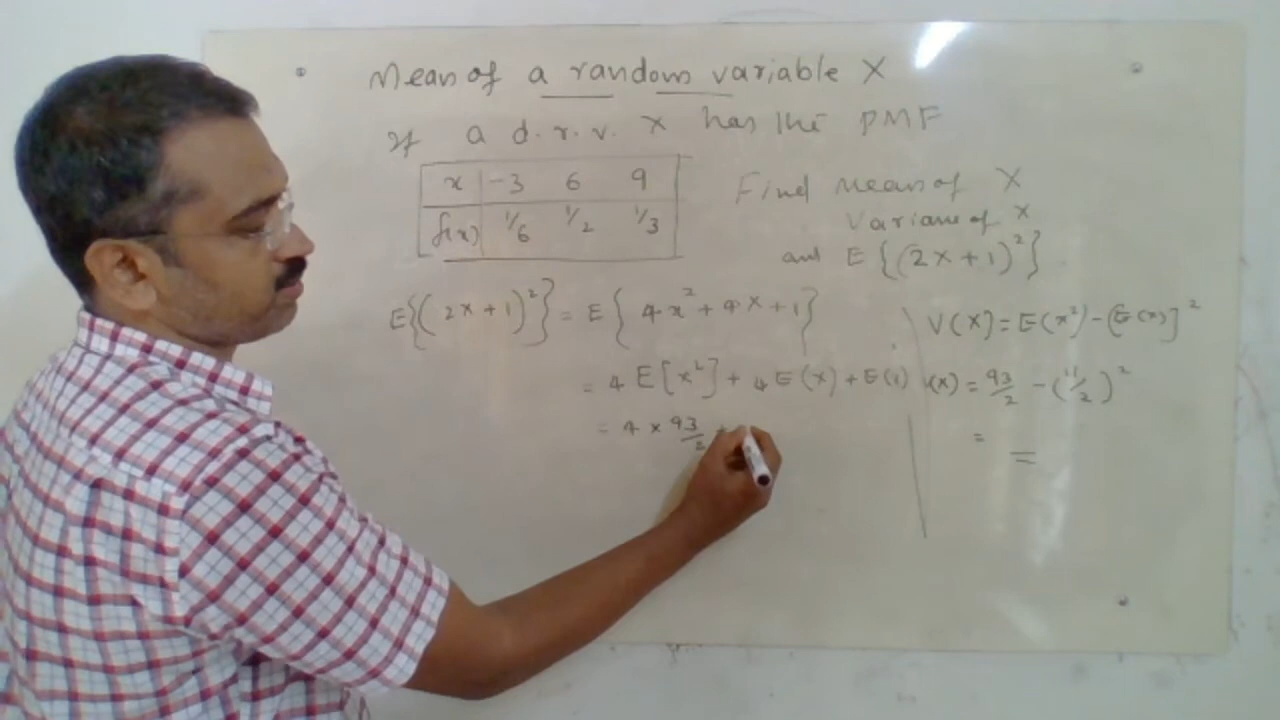 Mean of a random variable X
If a d.r.v. X has the PMF
x -3 6 9
f(x) 1/6 1/2 1/3
Find Mean of X
Variance of X
and E{(2X+1)²}
E{(2X+1)²} = E{4x²+4X+1}
= 4E[x²]+4E(x)+E(1)
= 4 × 93/2 +
V(X)=E(x²)-[E(x)]²
V(x)=93/2-(11/2)²
=